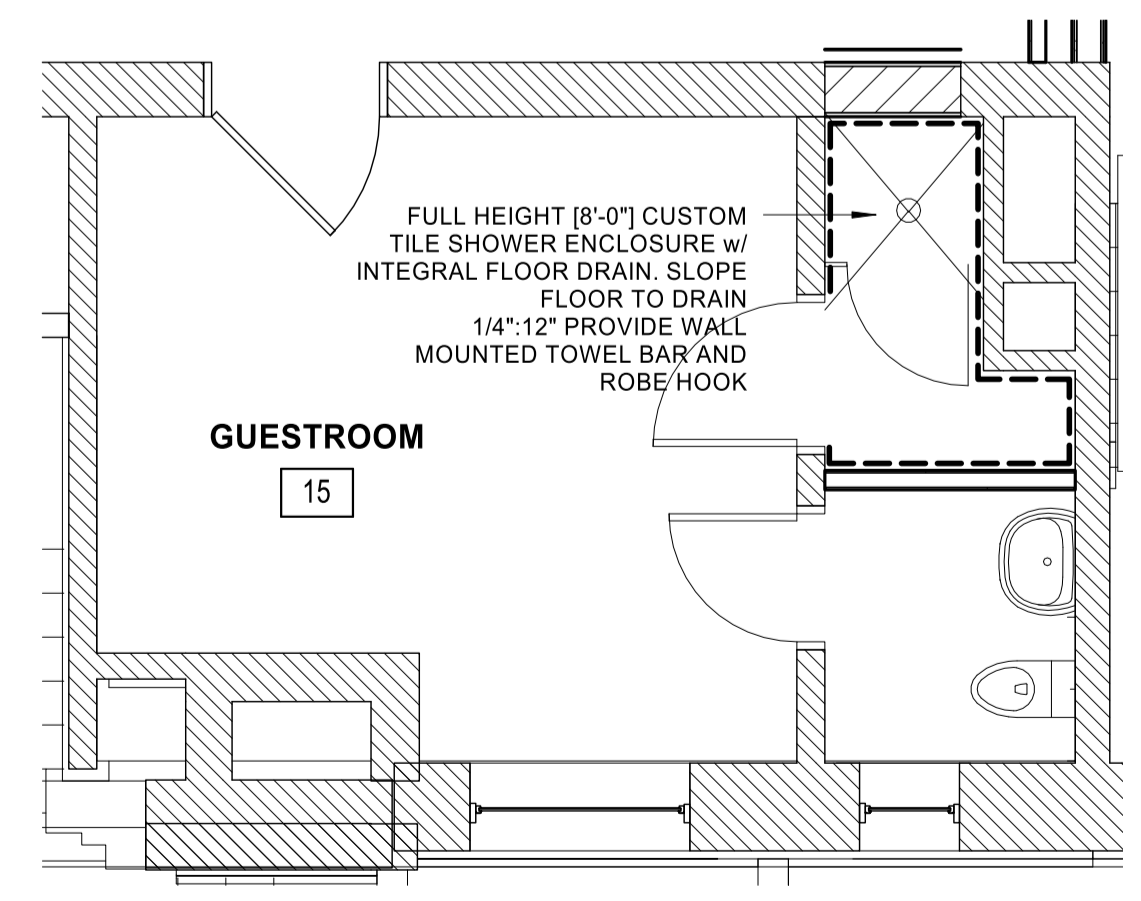 FULL HEIGHT [8'-0"] CUSTOM
TILE SHOWER ENCLOSURE w/
INTEGRAL FLOOR DRAIN. SLOPE
FLOOR TO DRAIN
1/4":12" PROVIDE WALL
MOUNTED TOWEL BAR AND
ROBE HOOK
GUESTROOM
15